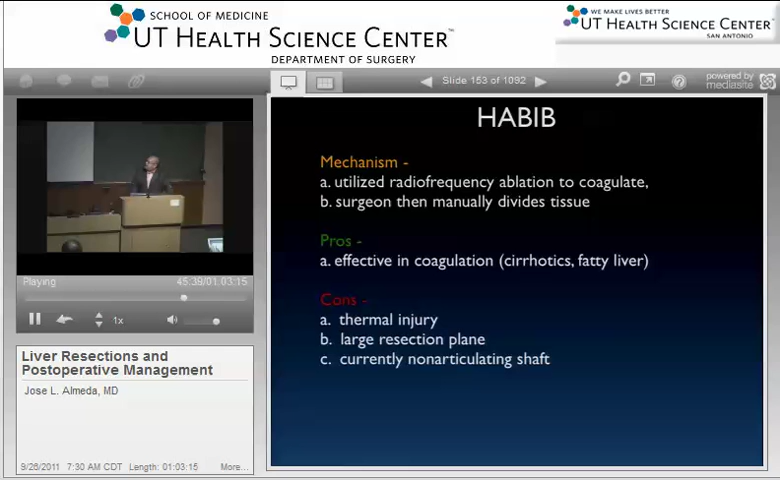 SCHOOL OF MEDICINE
UT HEALTH SCIENCE CENTER™
DEPARTMENT OF SURGERY
WE MAKE LIVES BETTER
UT HEALTH SCIENCE CENTER
SAN ANTONIO
Slide 153 of 1092
powered by
mediasite
HABIB
Mechanism -
a. utilized radiofrequency ablation to coagulate,
b. surgeon then manually divides tissue
Pros -
a. effective in coagulation (cirrhotics, fatty liver)
Cons -
a. thermal injury
b. large resection plane
c. currently nonarticulating shaft
Playing
45:39/01:03:15
1x
Liver Resections and
Postoperative Management
Jose L. Almeda, MD
9/26/2011 7:30 AM CDT Length: 01:03:15 More...